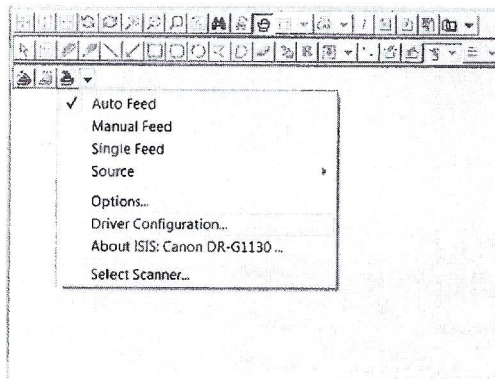 Auto Feed
Manual Feed
Single Feed
Source
Options...
Driver Configuration...
About ISIS: Canon DR-G1130 ...
Select Scanner...